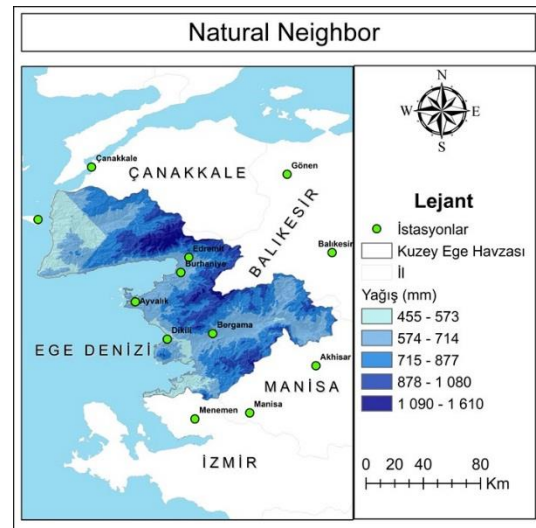 Natural Neighbor
Çanakkale
ÇANAKKALE
Gönen
BALIKESİR
Balıkesir
Edremit
Burhaniye
Ayvalık
Dikili
Bergama
EGE DENİZİ
Akhisar
MANİSA
Menemen
Manisa
İZMİR
N
W
E
S
Lejant
İstasyonlar
Kuzey Ege Havzası
İl
Yağış (mm)
455 - 573
574 - 714
715 - 877
878 - 1 080
1 090 - 1 610
0 20 40 80
Km